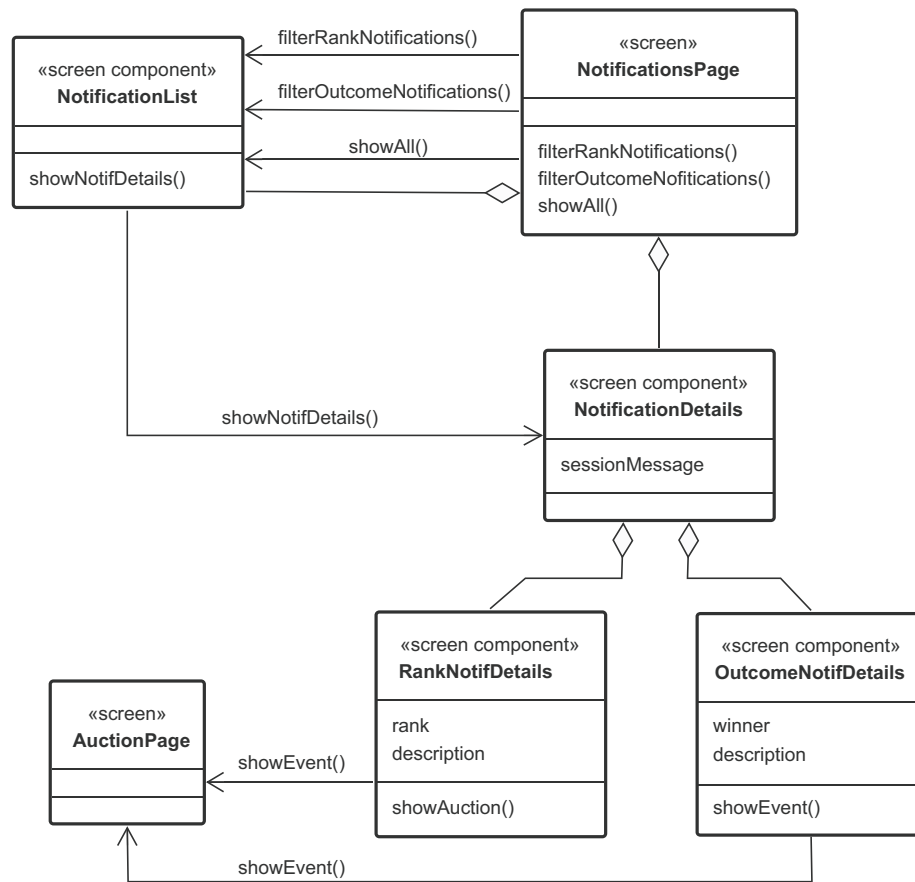 filterRankNotifications()
filterOutcomeNotifications()
showAll()
«screen component»
NotificationList
showNotifDetails()
«screen»
NotificationsPage
filterRankNotifications()
filterOutcomeNofitications()
showAll()
showNotifDetails()
«screen component»
NotificationDetails
sessionMessage
«screen component»
RankNotifDetails
rank
description
showAuction()
«screen component»
OutcomeNotifDetails
winner
description
showEvent()
«screen»
AuctionPage
showEvent()
showEvent()